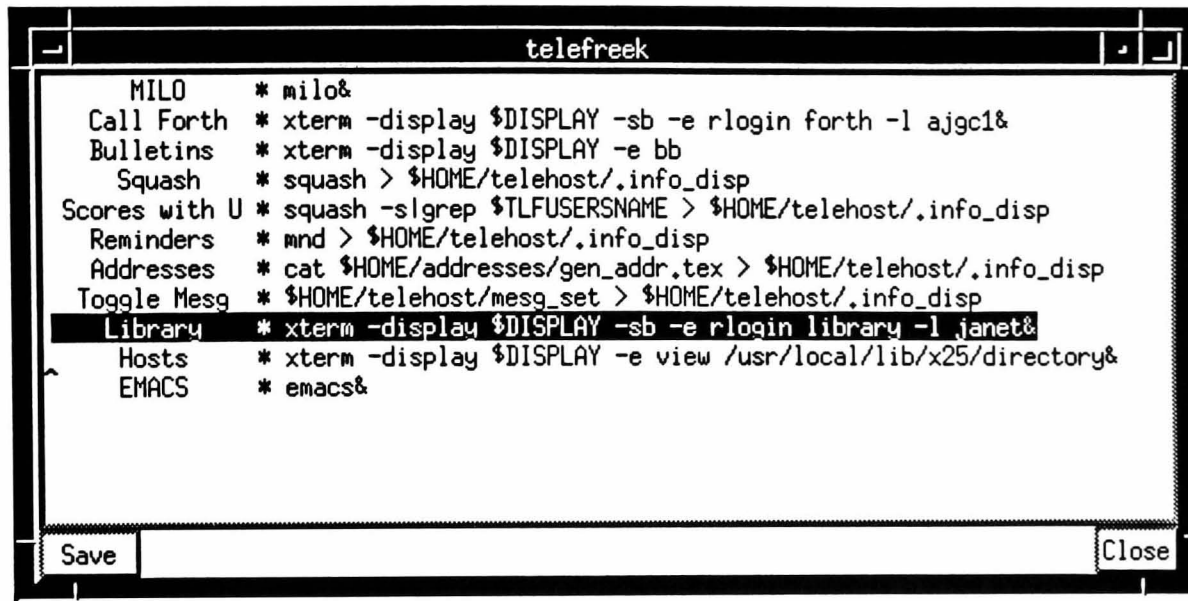 telefreek
MILO * milo&
Call Forth * xterm -display $DISPLAY -sb -e rlogin forth -l ajgc1&
Bulletins * xterm -display $DISPLAY -e bb
Squash * squash > $HOME/telehost/.info_disp
Scores with U * squash -s|grep $TLFUSERSNAME > $HOME/telehost/.info_disp
Reminders * mnd > $HOME/telehost/.info_disp
Addresses * cat $HOME/addresses/gen_addr.tex > $HOME/telehost/.info_disp
Toggle Mesg * $HOME/telehost/mesg_set > $HOME/telehost/.info_disp
Library * xterm -display $DISPLAY -sb -e rlogin library -l janet&
Hosts * xterm -display $DISPLAY -e view /usr/local/lib/x25/directory&
EMACS * emacs&
Save Close